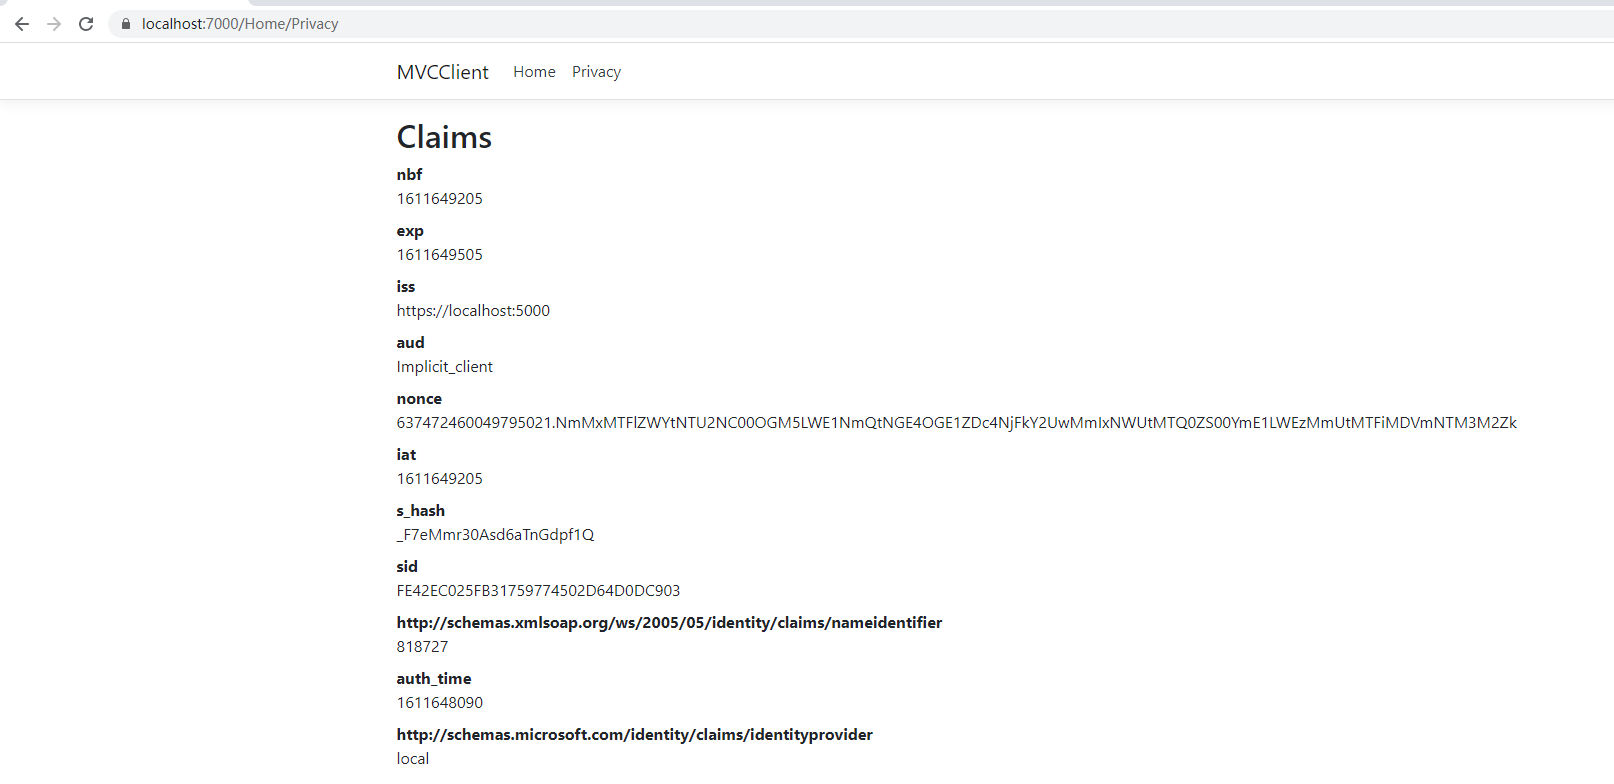 localhost:7000/Home/Privacy
MVCClient Home Privacy
Claims
nbf
1611649205
exp
1611649505
iss
https://localhost:5000
aud
Implicit_client
nonce
637472460049795021.NmMxMTFlZWYtNTU2NC00OGM5LWE1NmQtNGE4OGE1ZDc4NjFkY2UwMmIxNWUtMTQ0ZS00YmE1LWEzMmUtMTFiMDVmNTM3M2Zk
iat
1611649205
s_hash
_F7eMmr30Asd6aTnGdpf1Q
sid
FE42EC025FB31759774502D64D0DC903
http://schemas.xmlsoap.org/ws/2005/05/identity/claims/nameidentifier
818727
auth_time
1611648090
http://schemas.microsoft.com/identity/claims/identityprovider
local